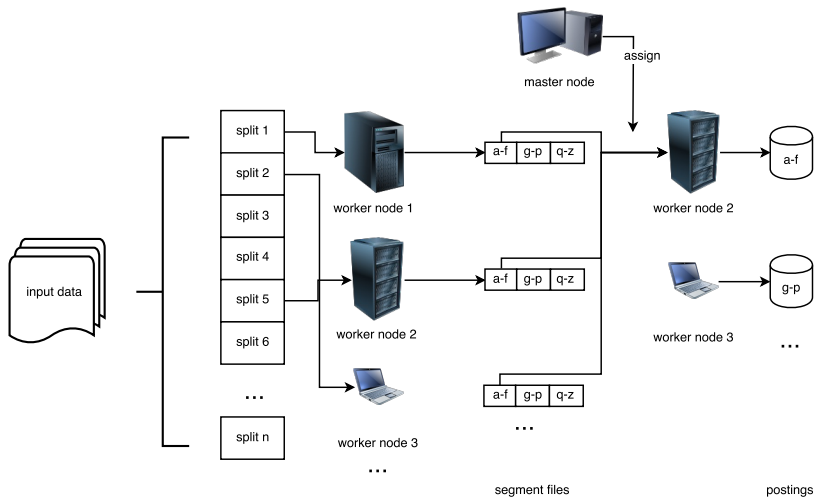 assign
master node
split 1
split 2
split 3
split 4
split 5
split 6
...
split n
input data
worker node 1
worker node 2
worker node 3
...
a-f g-p q-z
a-f g-p q-z
a-f g-p q-z
...
segment files
worker node 2
worker node 3
a-f
g-p
...
postings